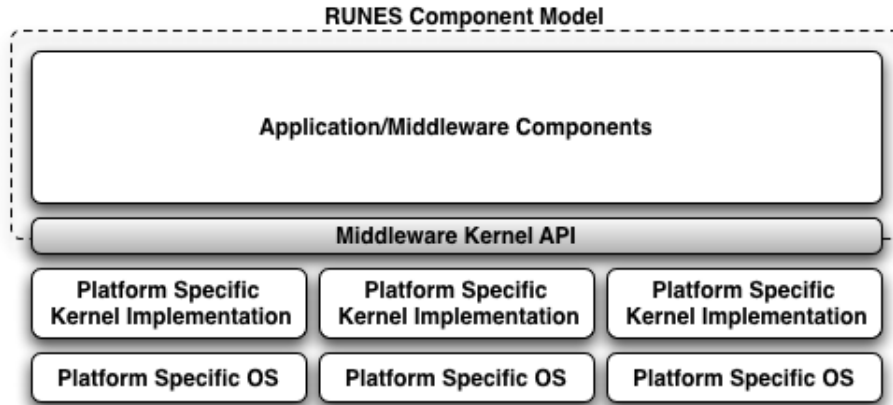 RUNES Component Model
Application/Middleware Components
Middleware Kernel API
Platform Specific
Kernel Implementation
Platform Specific
Kernel Implementation
Platform Specific
Kernel Implementation
Platform Specific OS
Platform Specific OS
Platform Specific OS